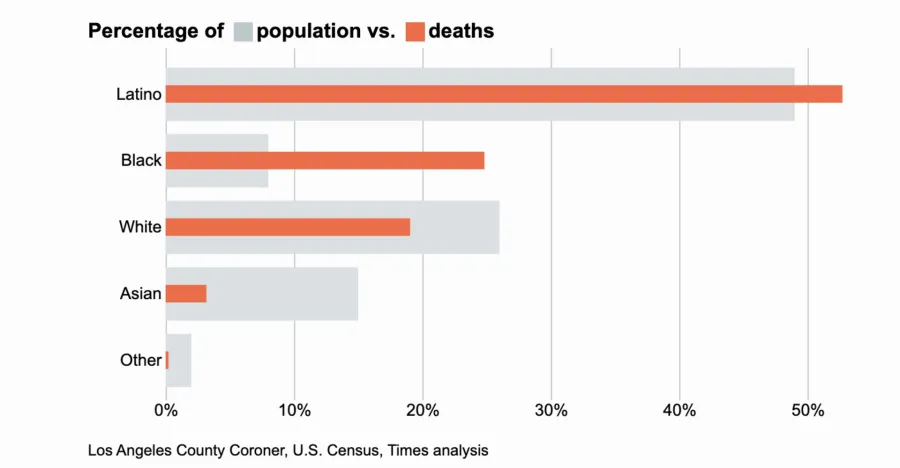 Percentage of population vs. deaths
Latino
Black
White
Asian
Other
0% 10% 20% 30% 40% 50%
Los Angeles County Coroner, U.S. Census, Times analysis